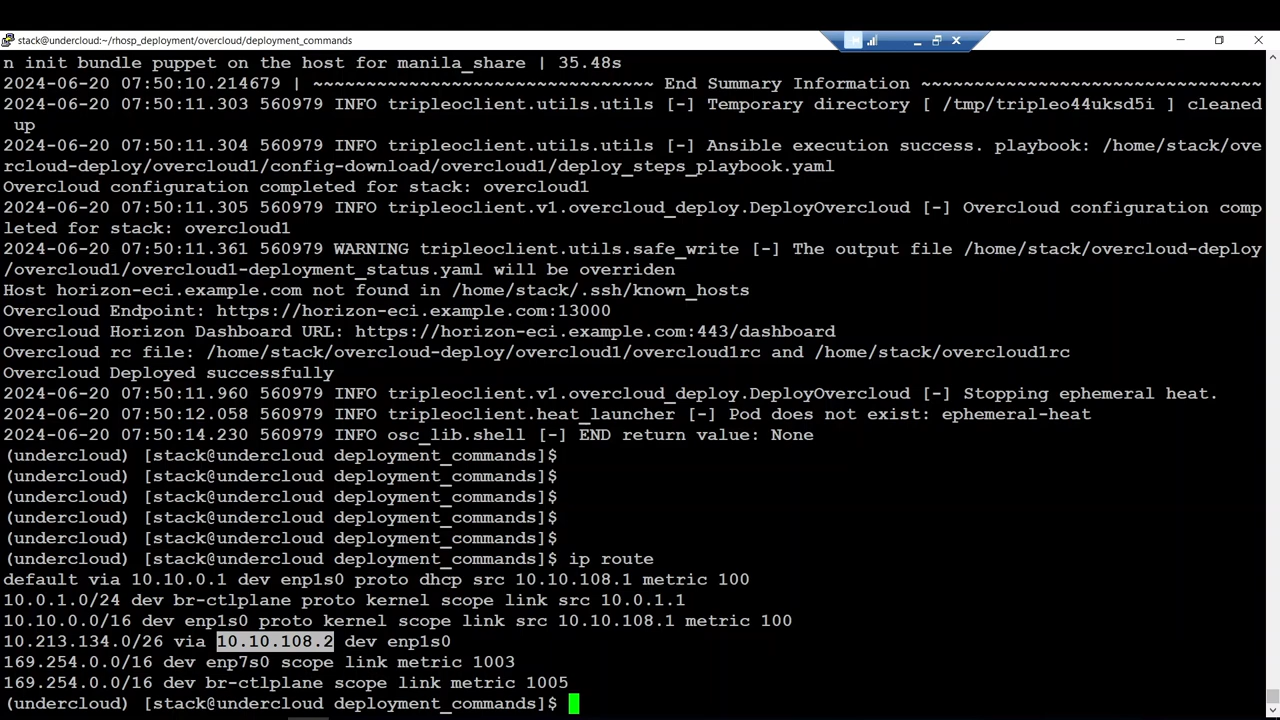 stack@undercloud:~/rhosp_deployment/overcloud/deployment_commands
n init bundle puppet on the host for manila_share | 35.48s
2024-06-20 07:50:10.214679 | ~~~~~~~~~~~~~~~~~~~~~~~~~~~~~~~~ End Summary Information ~~~~~~~~~~~~~~~~~~~~~~~~~~~~~~~~
2024-06-20 07:50:11.303 560979 INFO tripleoclient.utils.utils [-] Temporary directory [ /tmp/tripleo44uksd5i ] cleaned
 up
2024-06-20 07:50:11.304 560979 INFO tripleoclient.utils.utils [-] Ansible execution success. playbook: /home/stack/ove
rcloud-deploy/overcloud1/config-download/overcloud1/deploy_steps_playbook.yaml
Overcloud configuration completed for stack: overcloud1
2024-06-20 07:50:11.305 560979 INFO tripleoclient.v1.overcloud_deploy.DeployOvercloud [-] Overcloud configuration comp
leted for stack: overcloud1
2024-06-20 07:50:11.361 560979 WARNING tripleoclient.utils.safe_write [-] The output file /home/stack/overcloud-deploy
/overcloud1/overcloud1-deployment_status.yaml will be overriden
Host horizon-eci.example.com not found in /home/stack/.ssh/known_hosts
Overcloud Endpoint: https://horizon-eci.example.com:13000
Overcloud Horizon Dashboard URL: https://horizon-eci.example.com:443/dashboard
Overcloud rc file: /home/stack/overcloud-deploy/overcloud1/overcloud1rc and /home/stack/overcloud1rc
Overcloud Deployed successfully
2024-06-20 07:50:11.960 560979 INFO tripleoclient.v1.overcloud_deploy.DeployOvercloud [-] Stopping ephemeral heat.
2024-06-20 07:50:12.058 560979 INFO tripleoclient.heat_launcher [-] Pod does not exist: ephemeral-heat
2024-06-20 07:50:14.230 560979 INFO osc_lib.shell [-] END return value: None
(undercloud) [stack@undercloud deployment_commands]$
(undercloud) [stack@undercloud deployment_commands]$
(undercloud) [stack@undercloud deployment_commands]$
(undercloud) [stack@undercloud deployment_commands]$
(undercloud) [stack@undercloud deployment_commands]$
(undercloud) [stack@undercloud deployment_commands]$ ip route
default via 10.10.0.1 dev enp1s0 proto dhcp src 10.10.108.1 metric 100
10.0.1.0/24 dev br-ctlplane proto kernel scope link src 10.0.1.1
10.10.0.0/16 dev enp1s0 proto kernel scope link src 10.10.108.1 metric 100
10.213.134.0/26 via 10.10.108.2 dev enp1s0
169.254.0.0/16 dev enp7s0 scope link metric 1003
169.254.0.0/16 dev br-ctlplane scope link metric 1005
(undercloud) [stack@undercloud deployment_commands]$